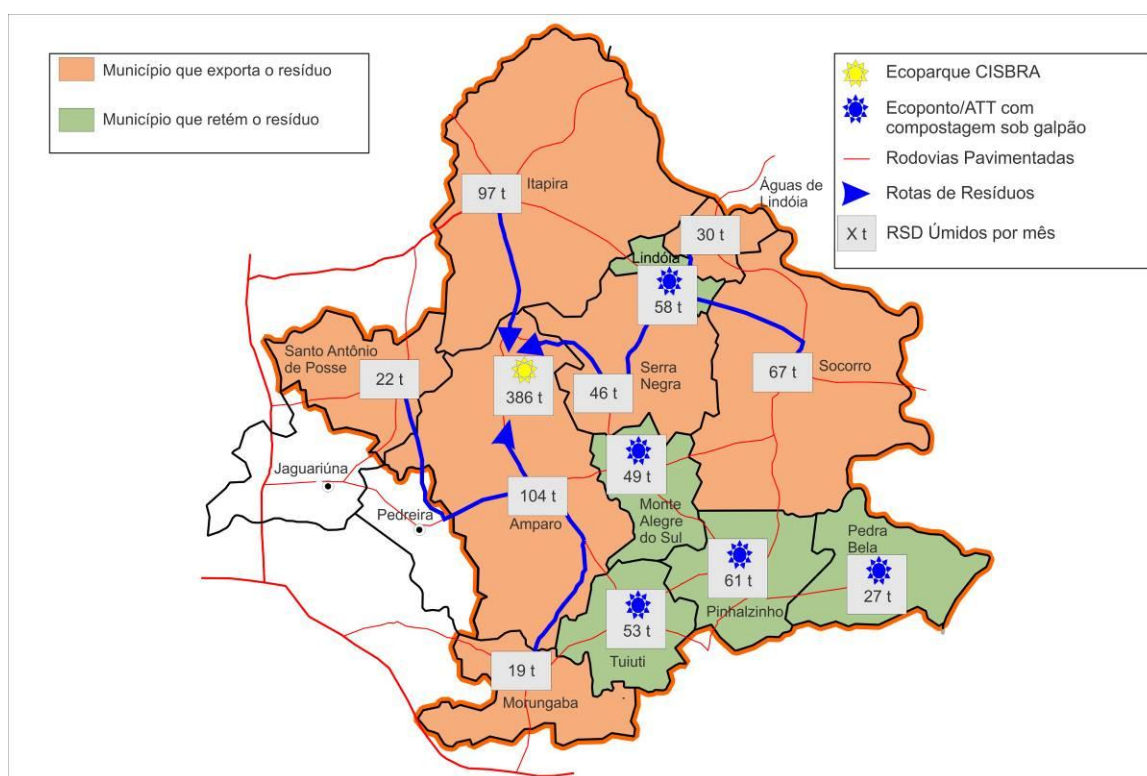 Município que exporta o resíduo
Município que retém o resíduo
Ecoparque CISBRA
Ecoponto/ATT com
compostagem sob galpão
Rodovias Pavimentadas
Rotas de Resíduos
X t
RSD Úmidos por mês
97 t
Itapira
Águas de
Lindóia
30 t
Lindóia
58 t
Santo Antônio
de Posse
22 t
386 t
46 t
Serra
Negra
67 t
Socorro
Jaguariúna
Pedreira
104 t
Amparo
49 t
Monte
Alegre
do Sul
61 t
Pinhalzinho
Pedra
Bela
27 t
53 t
Tuiuti
19 t
Morungaba